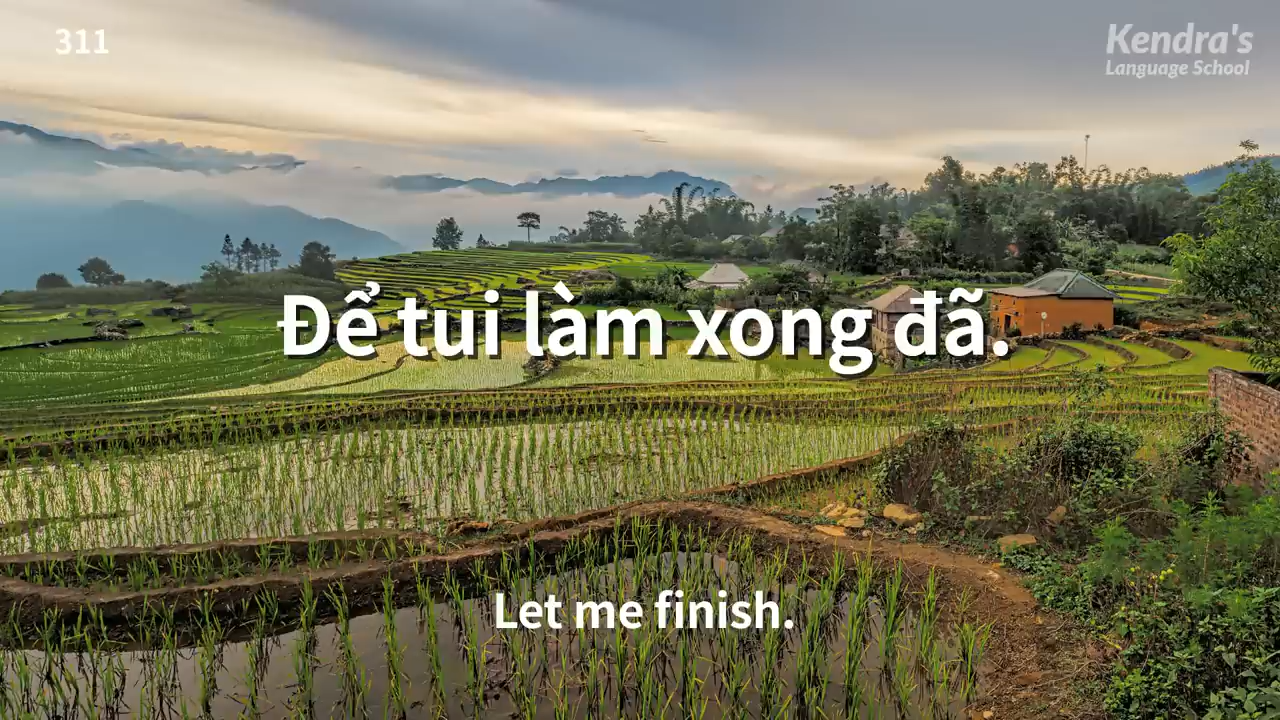 311
Kendra's
Language School
Để tui làm xong đã.
Let me finish.